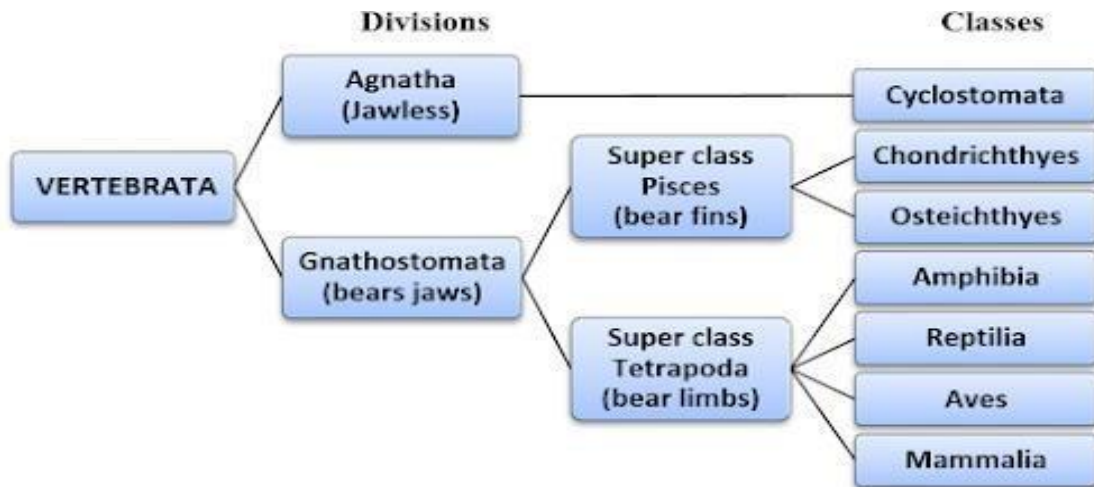 Divisions
Classes
Agnatha
(Jawless)
Cyclostomata
VERTEBRATA
Super class
Pisces
(bear fins)
Chondrichthyes
Osteichthyes
Gnathostomata
(bears jaws)
Super class
Tetrapoda
(bear limbs)
Amphibia
Reptilia
Aves
Mammalia